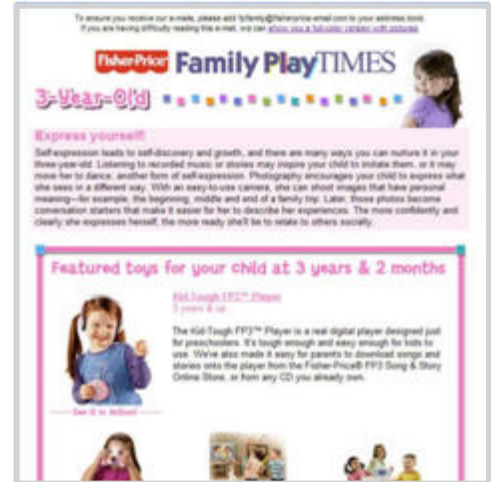 To ensure you receive our e-mails, please add fpfamily@fisherprice-email.com to your address book.
If you are having difficulty reading this e-mail, we can show you a full-color version with pictures.
Fisher-Price Family PlayTIMES
3-Year-Old
Express yourself!
Self-expression leads to self-discovery and growth, and there are many ways you can nurture it in your
three-year-old. Listening to recorded music or stories may inspire your child to imitate them, or it may
move her to dance, another form of self-expression. Photography encourages your child to express what
she sees in a different way. With an easy-to-use camera, she can shoot images that have personal
meaning—for example, the beginning, middle and end of a family trip. Later, those photos become
conversation starters that make it easier for her to describe her experiences. The more confidently and
clearly she expresses herself, the more ready she'll be to relate to others socially.
Featured toys for your child at 3 years & 2 months
Kid-Tough FP3™ Player
3 years & up
The Kid-Tough FP3™ Player is a real digital player designed just
for preschoolers. It's tough enough and easy enough for kids to
use. We've also made it easy for parents to download songs and
stories onto the player from the Fisher-Price® FP3 Song & Story
Online Store, or from any CD you already own.
See it in Action!